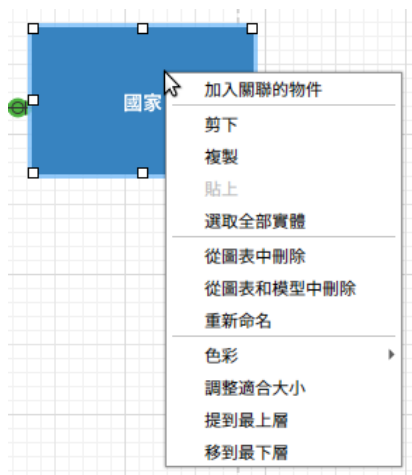 國家
加入關聯的物件
剪下
複製
貼上
選取全部實體
從圖表中刪除
從圖表和模型中刪除
重新命名
色彩
調整適合大小
提到最上層
移到最下層